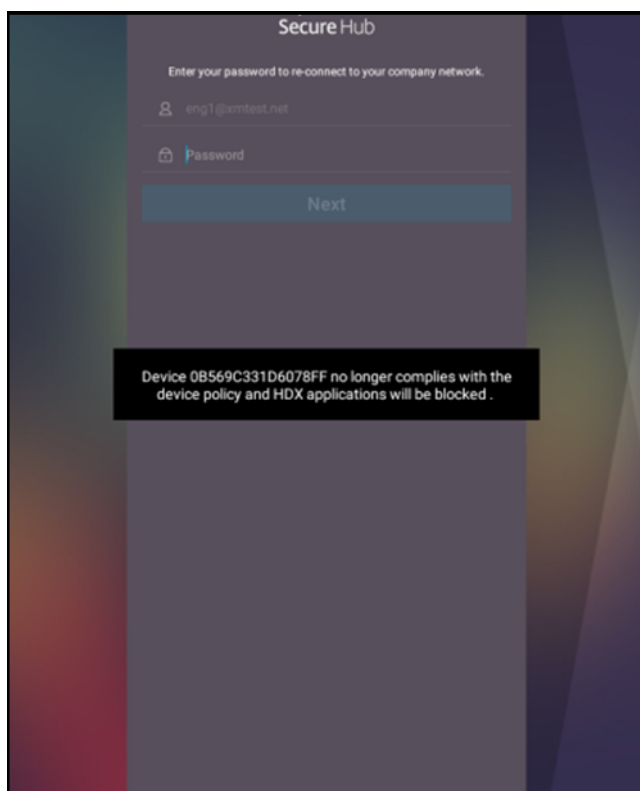 Secure Hub
Enter your password to re-connect to your company network.
eng1@xmtest.net
Password
Next
Device 0B569C331D6078FF no longer complies with the
device policy and HDX applications will be blocked .